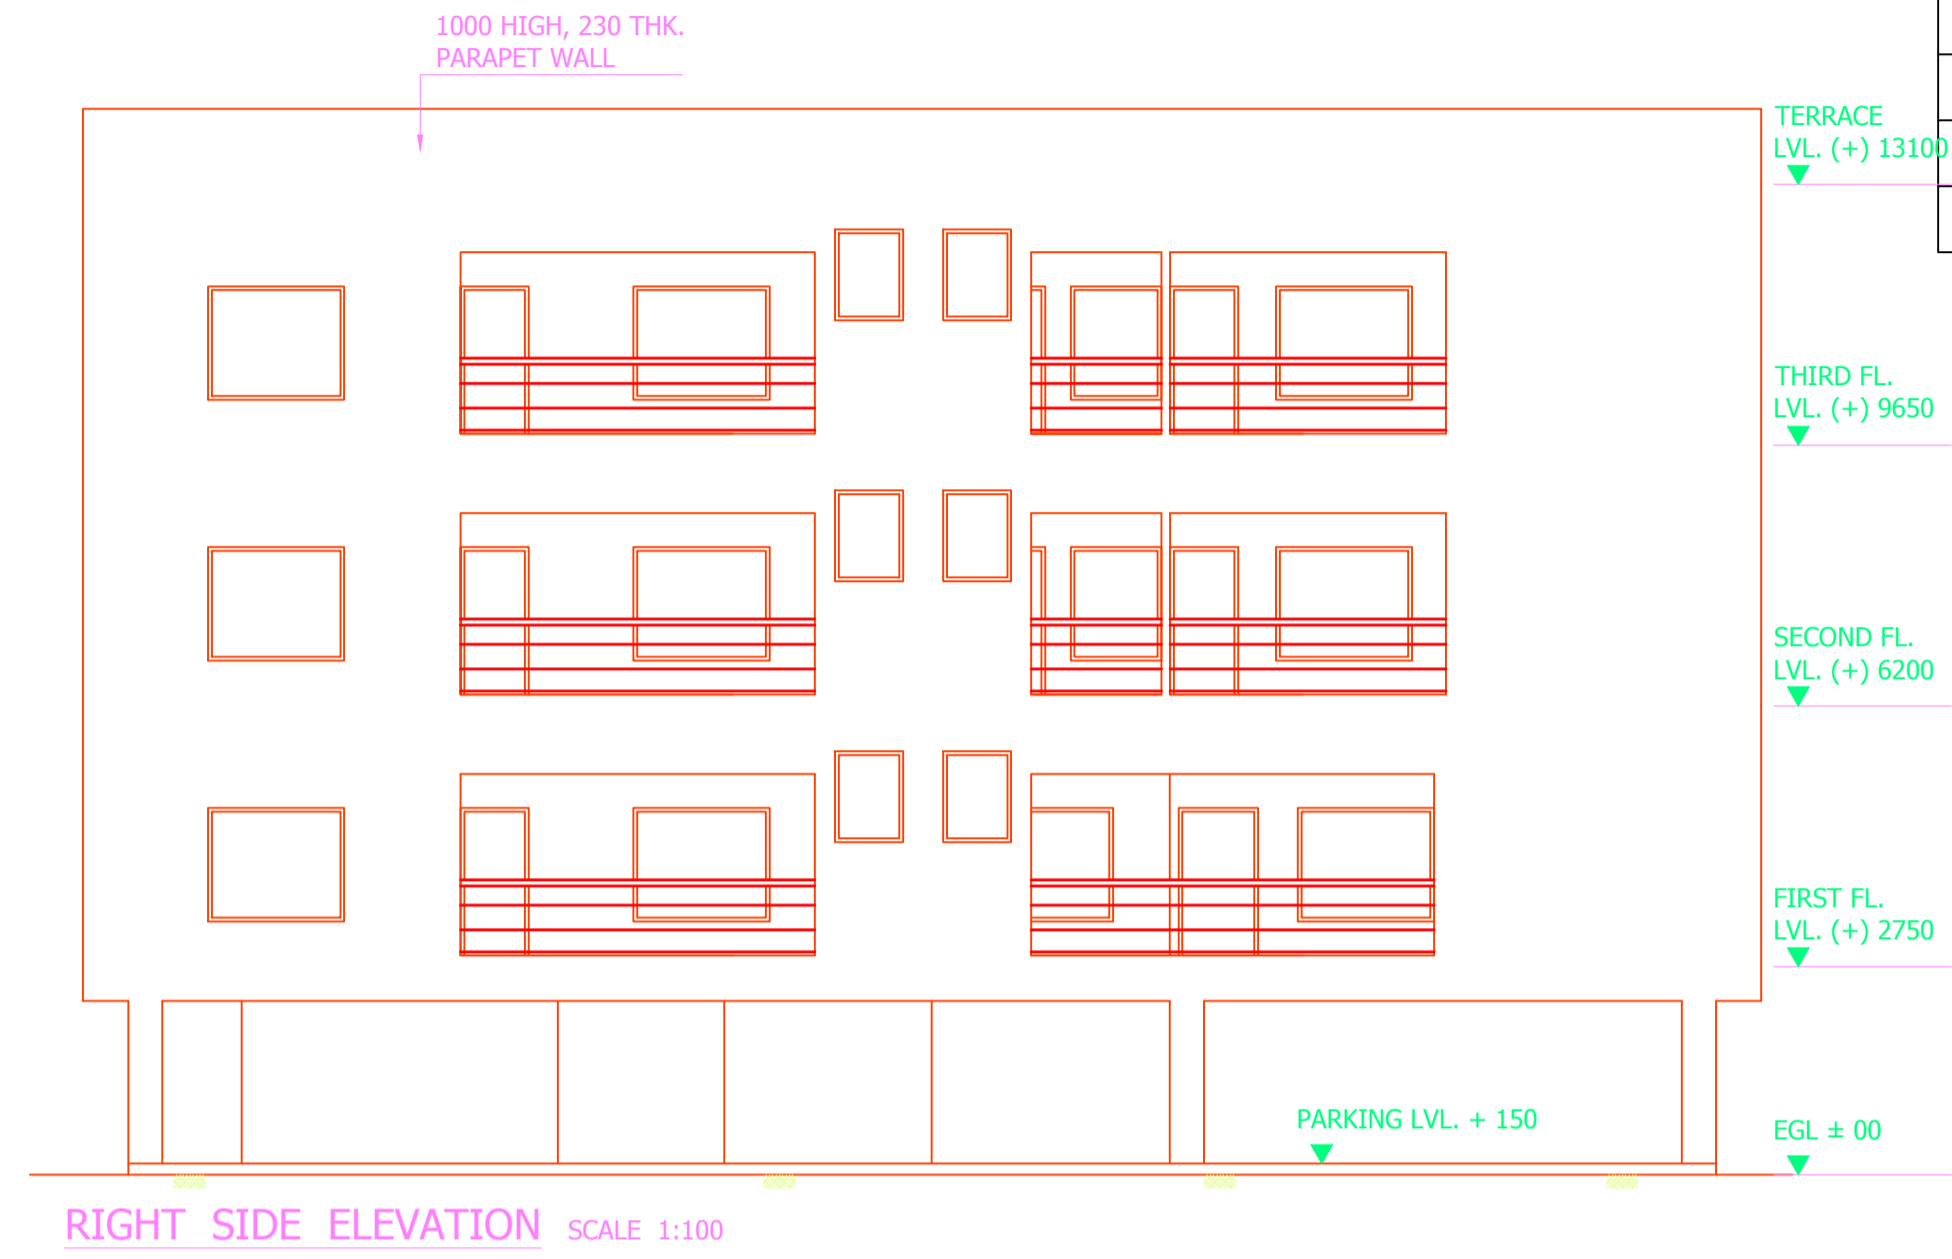 1000 HIGH, 230 THK.
PARAPET WALL
TERRACE
LVL. (+) 13100
THIRD FL.
LVL. (+) 9650
SECOND FL.
LVL. (+) 6200
FIRST FL.
LVL. (+) 2750
PARKING LVL. + 150
EGL ± 00
RIGHT SIDE ELEVATION SCALE 1:100